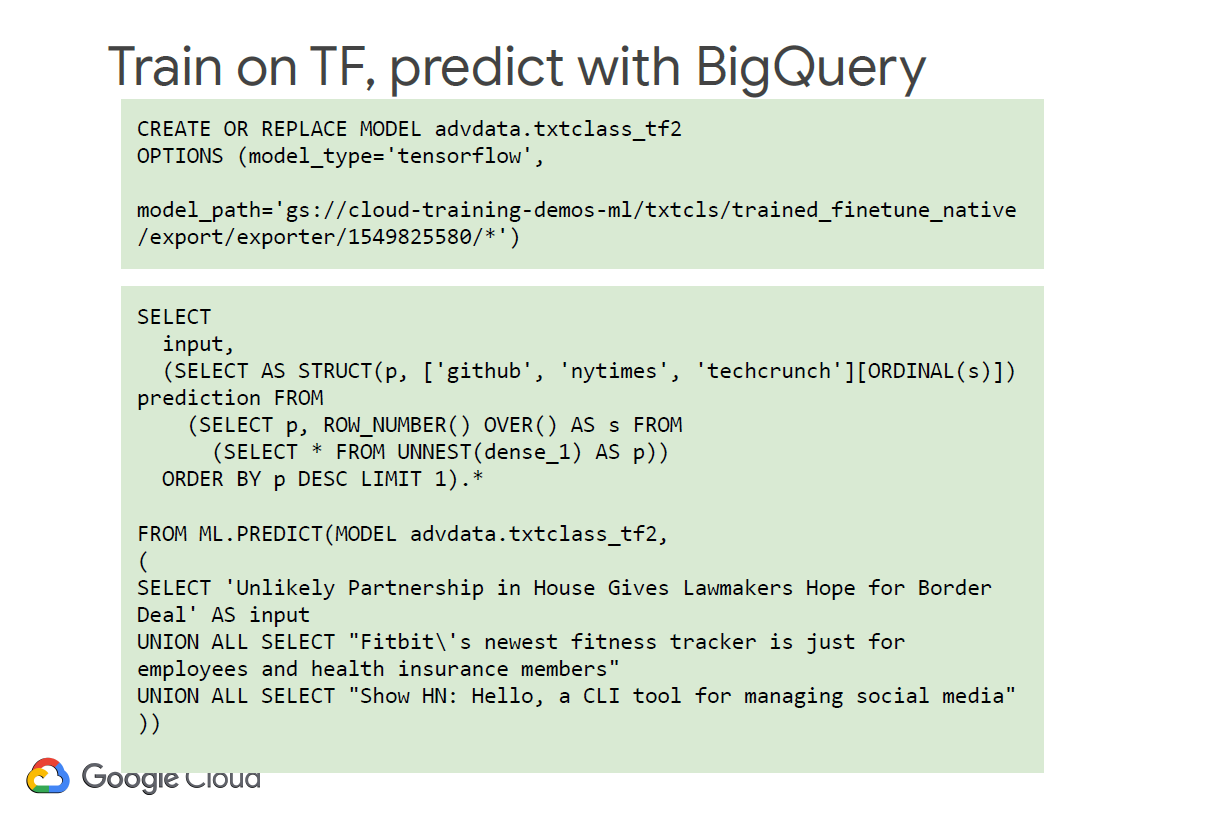 Train on TF, predict with BigQuery
CREATE OR REPLACE MODEL advdata.txtclass_tf2
OPTIONS (model_type='tensorflow',
model_path='gs://cloud-training-demos-ml/txtcls/trained_finetune_native
/export/exporter/1549825580/*')
SELECT
input,
(SELECT AS STRUCT(p, ['github', 'nytimes', 'techcrunch'][ORDINAL(s)])
prediction FROM
(SELECT p, ROW_NUMBER() OVER() AS s FROM
(SELECT * FROM UNNEST(dense_1) AS p))
ORDER BY p DESC LIMIT 1).*
FROM ML.PREDICT(MODEL advdata.txtclass_tf2,
(
SELECT 'Unlikely Partnership in House Gives Lawmakers Hope for Border
Deal' AS input
UNION ALL SELECT "Fitbit\'s newest fitness tracker is just for
employees and health insurance members"
UNION ALL SELECT "Show HN: Hello, a CLI tool for managing social media"
))
Google Cloud